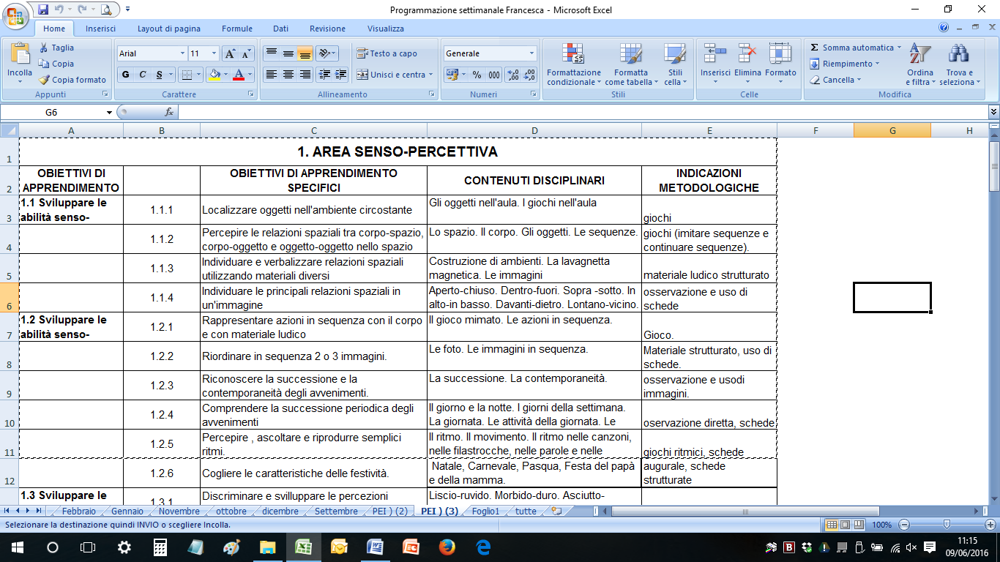 Programmazione settimanale Francesca - Microsoft Excel
Home Inserisci Layout di pagina Formule Dati Revisione Visualizza
Incolla
Taglia
Copia
Copia formato
Appunti
Arial 11
G C S
Carattere
Testo a capo
Unisci e centra
Allineamento
Generale
% 000
Numeri
Formattazione condizionale
Formatta come tabella
Stili cella
Stili
Inserisci Elimina Formato
Celle
Somma automatica
Riempimento
Cancella
Ordina e filtra
Trova e seleziona
Modifica
G6
fx
A B C D E F G H
1 1. AREA SENSO-PERCETTIVA
2 OBIETTIVI DI APPRENDIMENTO OBIETTIVI DI APPRENDIMENTO SPECIFICI CONTENUTI DISCIPLINARI INDICAZIONI METODOLOGICHE
3 1.1 Sviluppare le abilità senso- 1.1.1 Localizzare oggetti nell'ambiente circostante Gli oggetti nell'aula. I giochi nell'aula giochi
4 1.1.2 Percepire le relazioni spaziali tra corpo-spazio, corpo-oggetto e oggetto-oggetto nello spazio Lo spazio. Il corpo. Gli oggetti. Le sequenze. giochi (imitare sequenze e continuare sequenze).
5 1.1.3 Individuare e verbalizzare relazioni spaziali utilizzando materiali diversi Costruzione di ambienti. La lavagnetta magnetica. Le immagini materiale ludico strutturato
6 1.1.4 Individuare le principali relazioni spaziali in un'immagine Aperto-chiuso. Dentro-fuori. Sopra -sotto. In alto-in basso. Davanti-dietro. Lontano-vicino. osservazione e uso di schede
7 1.2 Sviluppare le abilità senso- 1.2.1 Rappresentare azioni in sequenza con il corpo e con materiale ludico Il gioco mimato. Le azioni in sequenza. Gioco.
8 1.2.2 Riordinare in sequenza 2 o 3 immagini. Le foto. Le immagini in sequenza. Materiale strutturato, uso di schede.
9 1.2.3 Riconoscere la successione e la contemporaneità degli avvenimenti. La successione. La contemporaneità. osservazione e usodi immagini.
10 1.2.4 Comprendere la successione periodica degli avvenimenti Il giorno e la notte. I giorni della settimana. La giornata. Le attività della giornata. Le oservazione diretta, schede
11 1.2.5 Percepire , ascoltare e riprodurre semplici ritmi. Il ritmo. Il movimento. Il ritmo nelle canzoni, nelle filastrocche, nelle parole e nelle giochi ritmici, schede
12 1.2.6 Cogliere le caratteristiche delle festività. Natale, Carnevale, Pasqua, Festa del papà e della mamma. augurale, schede strutturate
1.3 Sviluppare le 1.3.1 Discriminare e svilluppare le percezioni Liscio-ruvido. Morbido-duro. Asciutto-
Febbraio Gennaio Novembre ottobre dicembre Settembre PEI ) (2) PEI ) (3) Foglio1 tutte
Selezionare la destinazione quindi INVIO o scegliere Incolla.
100%
11:15
09/06/2016